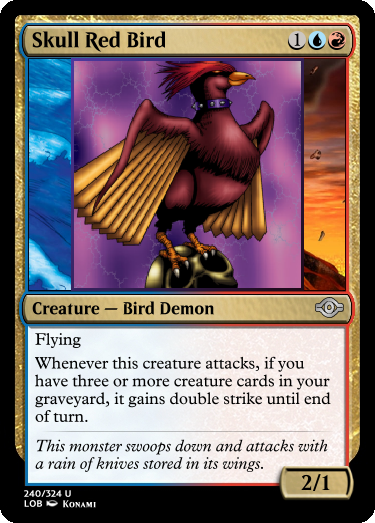 Skull Red Bird 1
Creature — Bird Demon
Flying
Whenever this creature attacks, if you
have three or more creature cards in your
graveyard, it gains double strike until end
of turn.
This monster swoops down and attacks with
a rain of knives stored in its wings.
2/1
240/324 U
LOB Konami